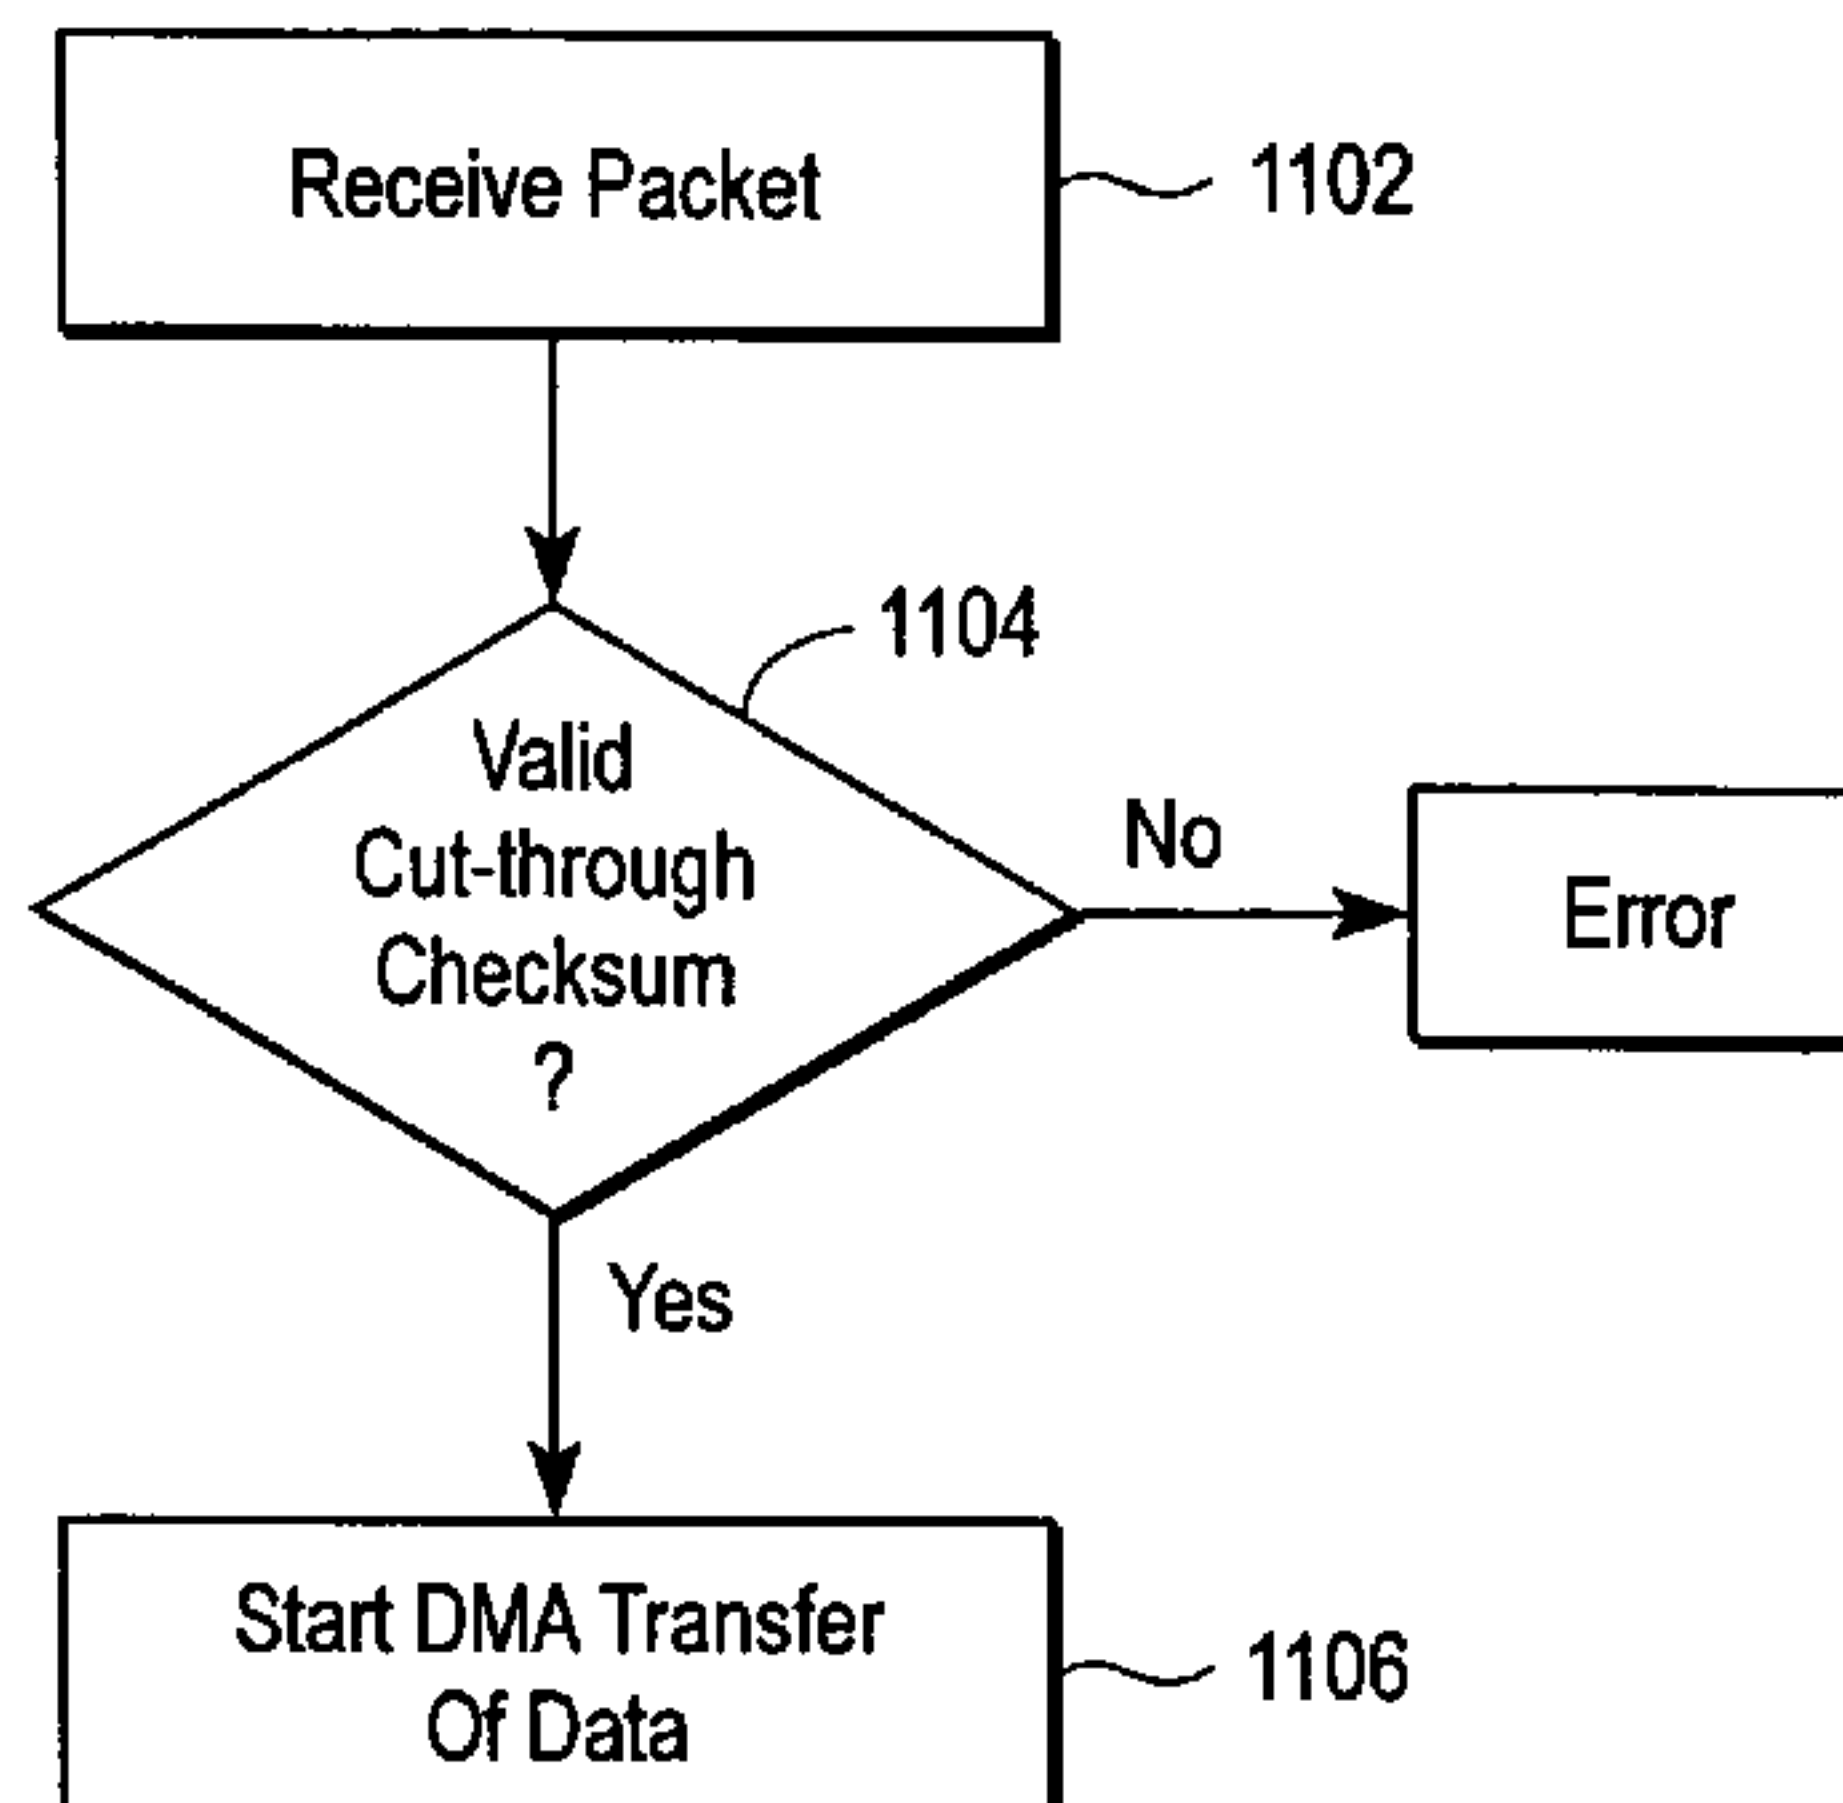 Receive Packet
1102
1104
Valid
Cut-through
Checksum
?
No
Error
Yes
Start DMA Transfer
Of Data
1106